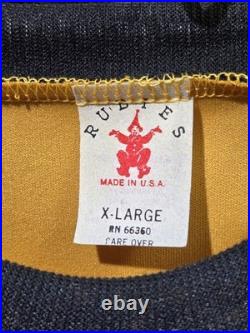 RUBIES
MADE IN U.S.A.
X-LARGE
RN 66360
CARE OVER